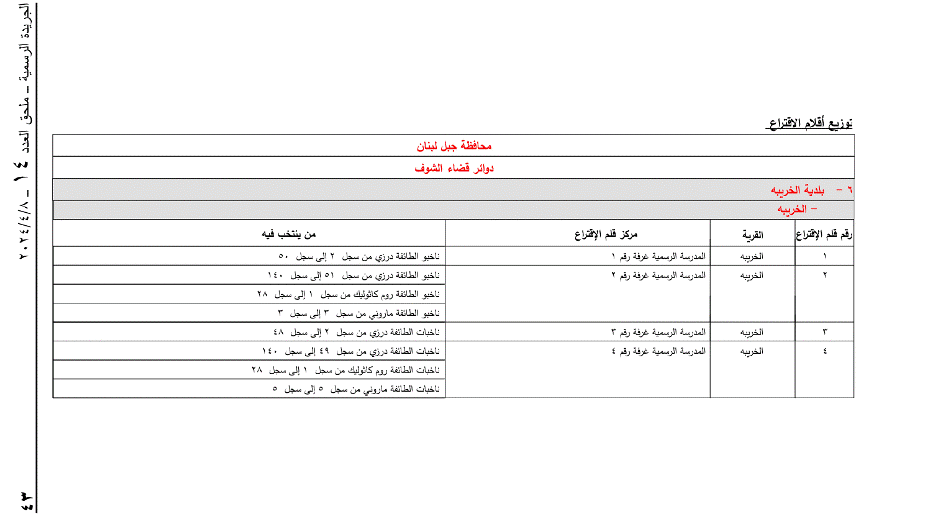 الجريدة الرسمية – ملحق العدد ١٤ – ٢٠٢٤/٤/٨
توزيع أقلام الاقتراع
محافظة جبل لبنان
دوائر قضاء الشوف
٦ - بلدية الخريبه
- الخريبه
رقم قلم الإقتراع القرية مركز قلم الإقتراع من ينتخب فيه
١ الخريبه المدرسة الرسمية غرفة رقم ١ ناخبو الطائفة درزي من سجل ٢ إلى سجل ٥٠
٢ الخريبه المدرسة الرسمية غرفة رقم ٢ ناخبو الطائفة درزي من سجل ٥١ إلى سجل ١٤٠
ناخبو الطائفة روم كاثوليك من سجل ١ إلى سجل ٢٨
ناخبو الطائفة ماروني من سجل ٣ إلى سجل ٣
٣ الخريبه المدرسة الرسمية غرفة رقم ٣ ناخبات الطائفة درزي من سجل ٢ إلى سجل ٤٨
٤ الخريبه المدرسة الرسمية غرفة رقم ٤ ناخبات الطائفة درزي من سجل ٤٩ إلى سجل ١٤٠
ناخبات الطائفة روم كاثوليك من سجل ١ إلى سجل ٢٨
ناخبات الطائفة ماروني من سجل ٥ إلى سجل ٥
٤٣